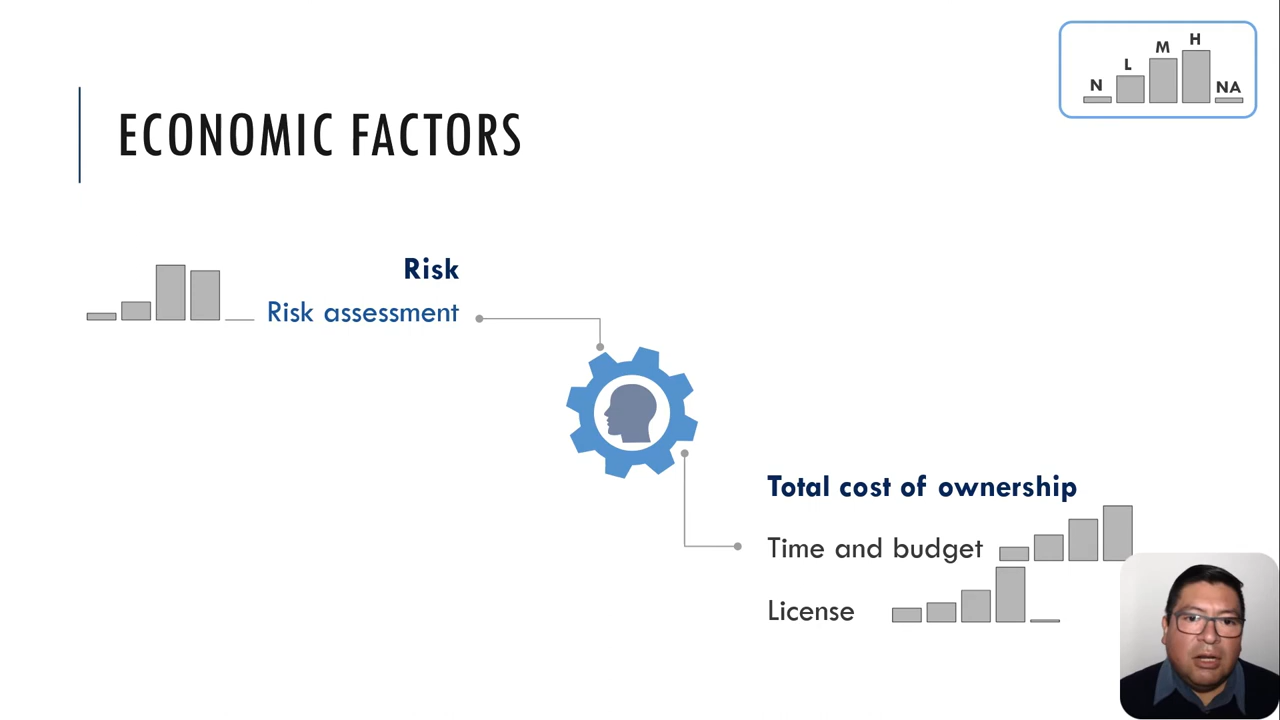 N
L
M
H
NA
ECONOMIC FACTORS
Risk
Risk assessment
Total cost of ownership
Time and budget
License